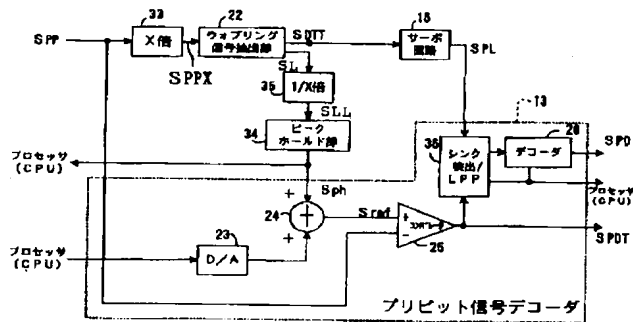 SPP
33
X倍
SPPX
22
ウォブリング
信号抽出部
SDTT
18
サーボ
回路
SPL
SL
35
1/X倍
SLL
34
ピーク
ホールド部
プロセッサ
(CPU)
Sph
13
36
シンク
検出/
LPP
26
デコーダ
SPD
プロセッサ
(CPU)
+
24
+
+
Sref
+
-
25
SPDT
プロセッサ
(CPU)
23
D/A
プリピット信号デコーダ